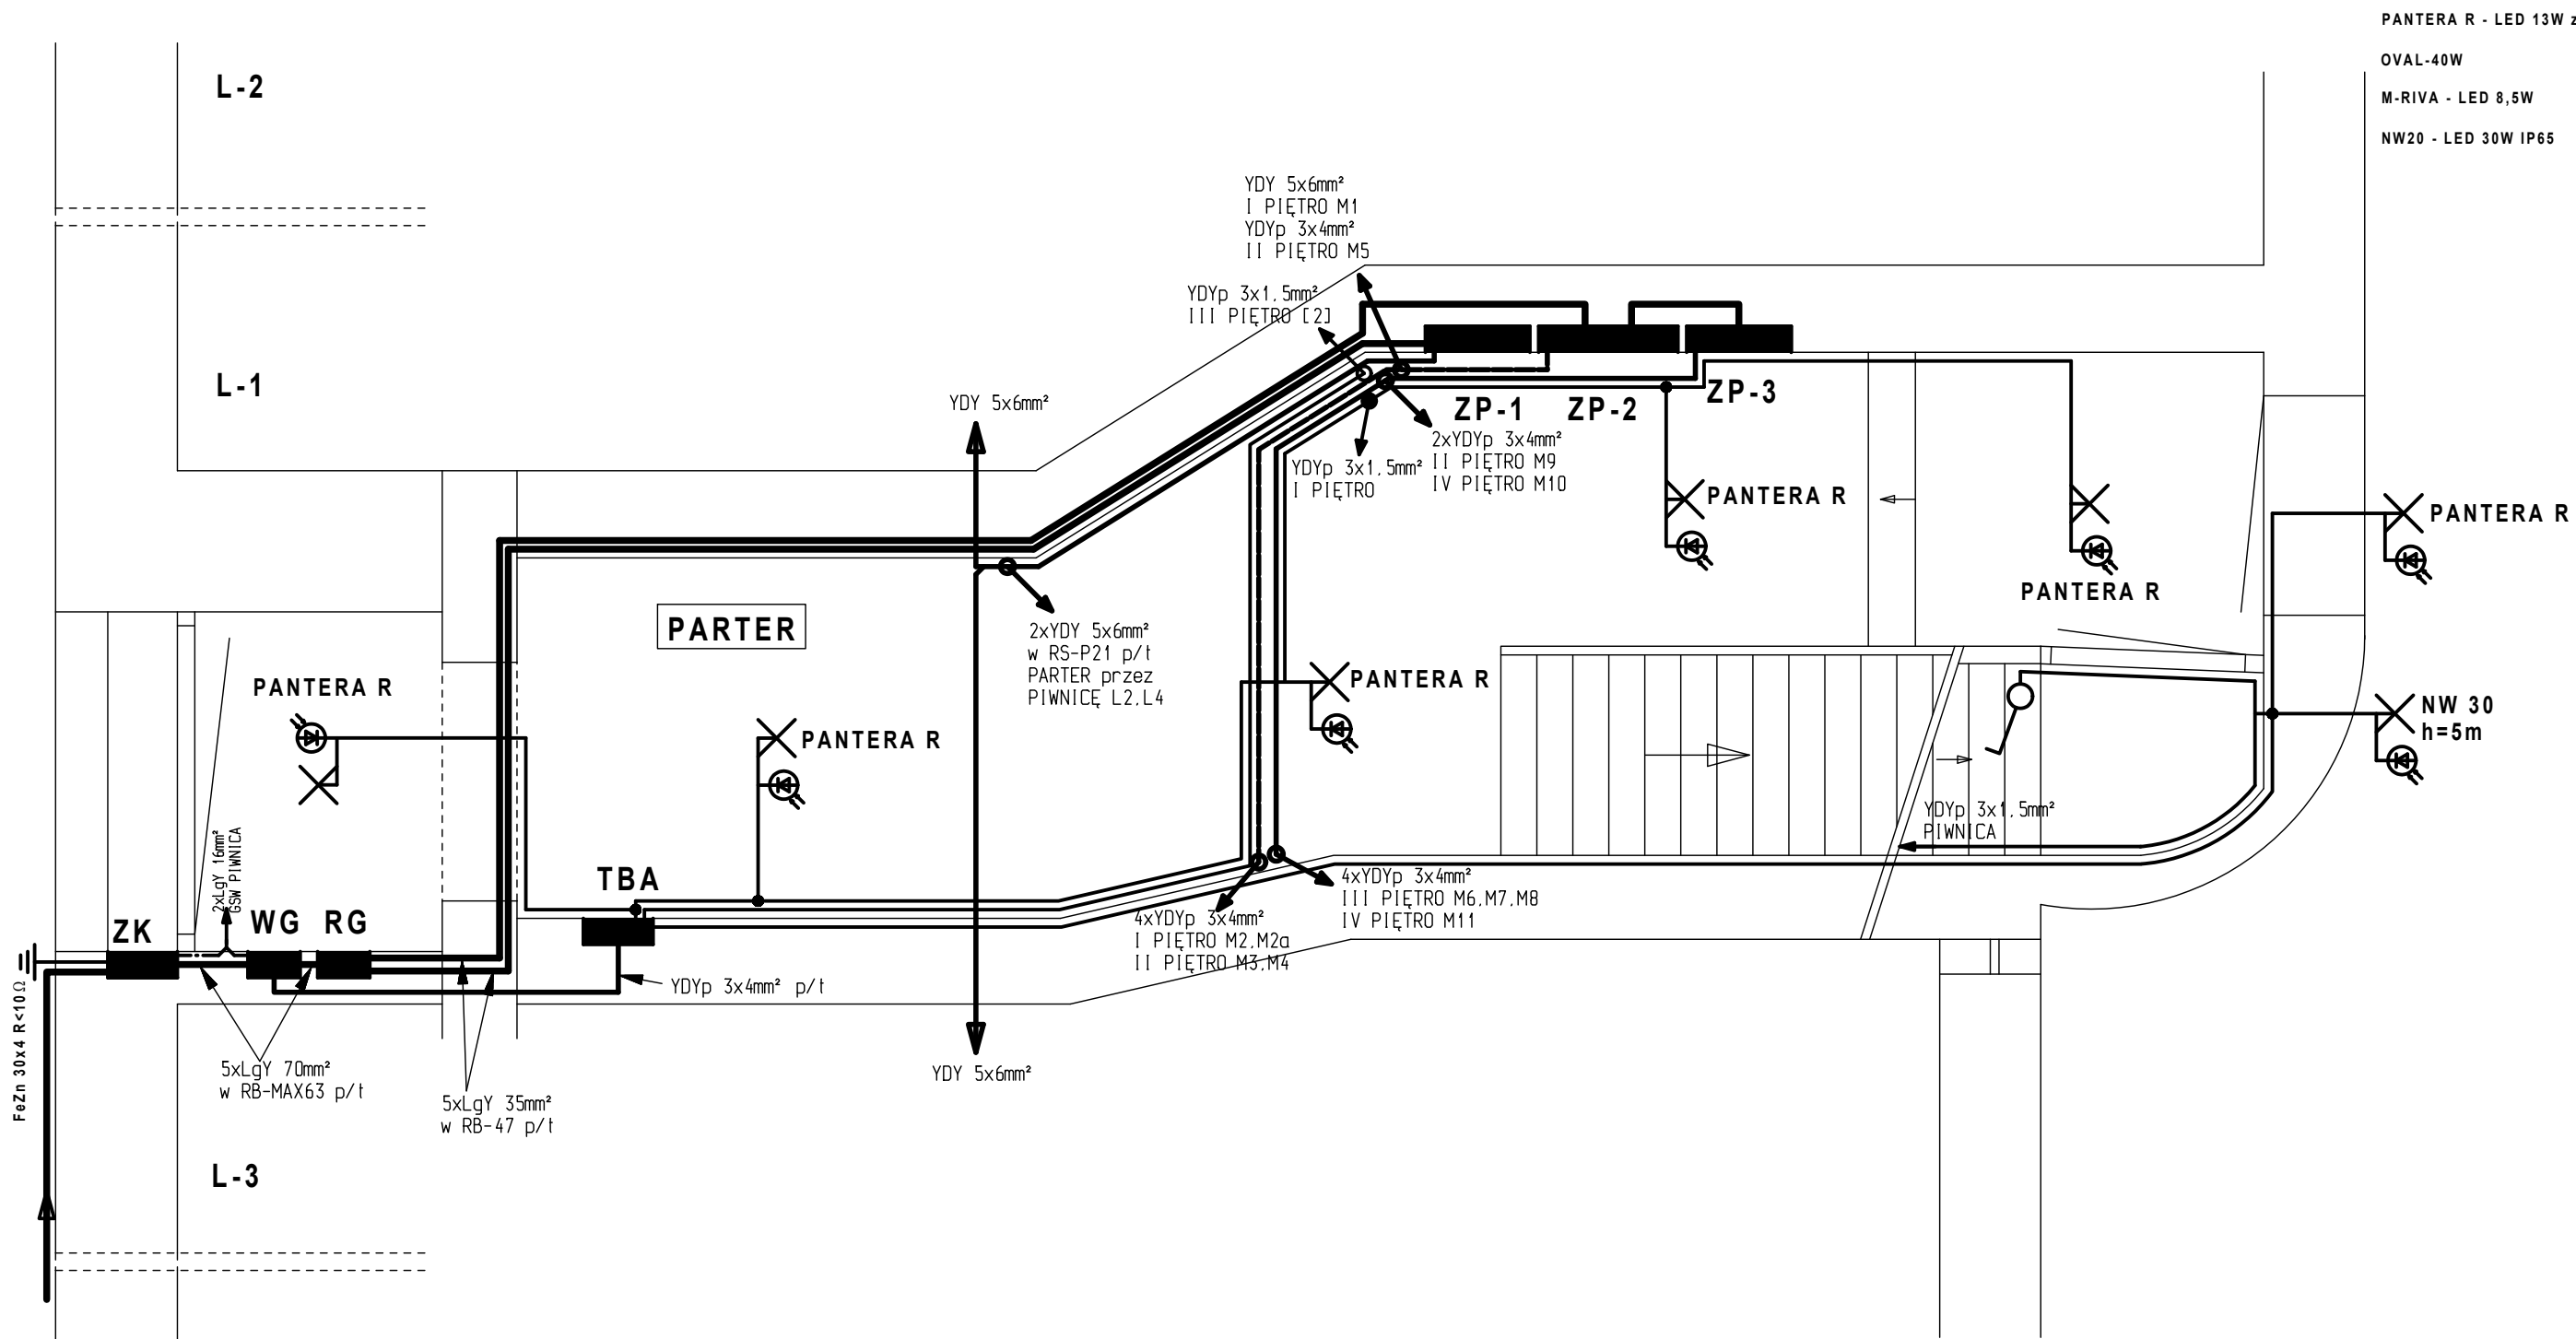 PANTERA R - LED 13W z
OVAL-40W
M-RIVA - LED 8,5W
NW20 - LED 30W IP65
L-2
YDY 5x6mm²
I PIĘTRO M1
YDYp 3x4mm²
II PIĘTRO M5
YDYp 3x1,5mm²
III PIĘTRO [2]
L-1
YDY 5x6mm²
ZP-1
ZP-2
ZP-3
2xYDYp 3x4mm²
II PIĘTRO M9
IV PIĘTRO M10
YDYp 3x1,5mm²
I PIĘTRO
PANTERA R
PANTERA R
PANTERA R
PARTER
2xYDY 5x6mm²
w RS-P21 p/t
PARTER przez
PIWNICĘ L2,L4
PANTERA R
PANTERA R
PANTERA R
NW 30
h=5m
YDYp 3x1,5mm²
PIWNICA
2xLgY 16mm²
GSW PIWNICA
TBA
ZK
WG
RG
4xYDYp 3x4mm²
III PIĘTRO M6,M7,M8
IV PIĘTRO M11
4xYDYp 3x4mm²
I PIĘTRO M2,M2a
II PIĘTRO M3,M4
YDYp 3x4mm² p/t
FeZn 30x4 R<10Ω
5xLgY 70mm²
w RB-MAX63 p/t
5xLgY 35mm²
w RB-47 p/t
YDY 5x6mm²
L-3